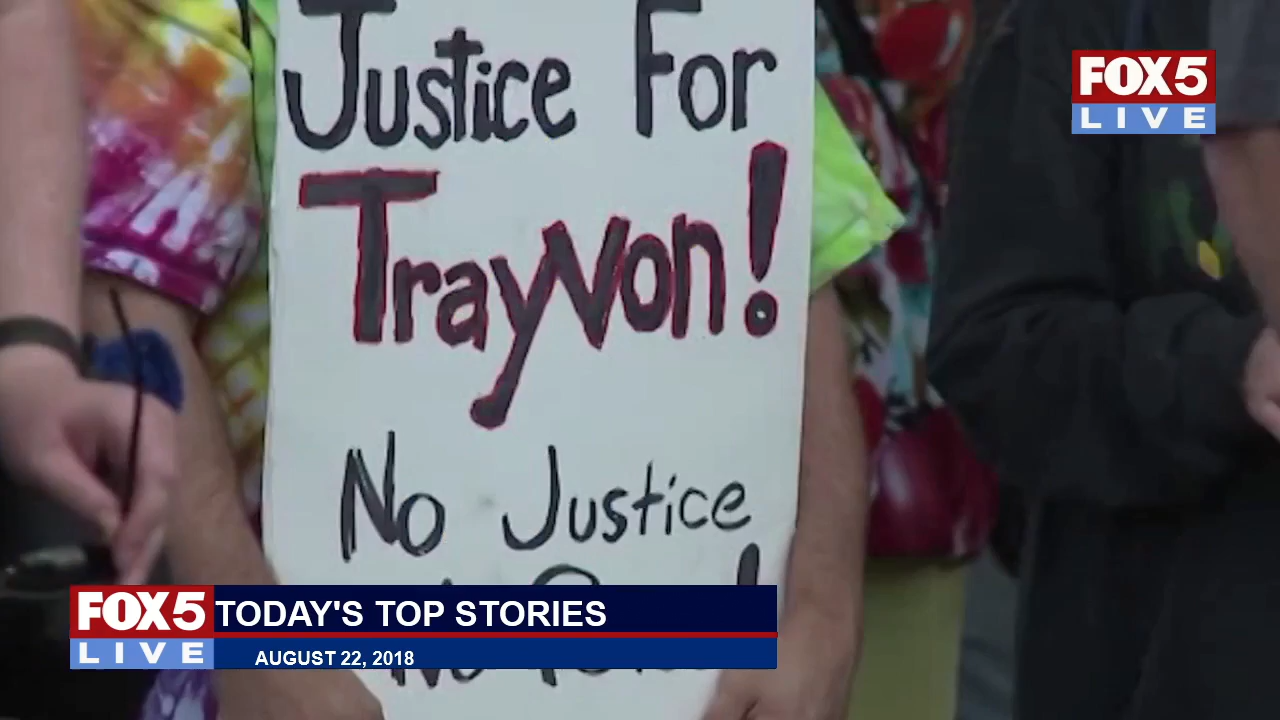 Justice For
Trayvon!
No Justice
FOX5
LIVE
FOX5
LIVE
TODAY'S TOP STORIES
AUGUST 22, 2018